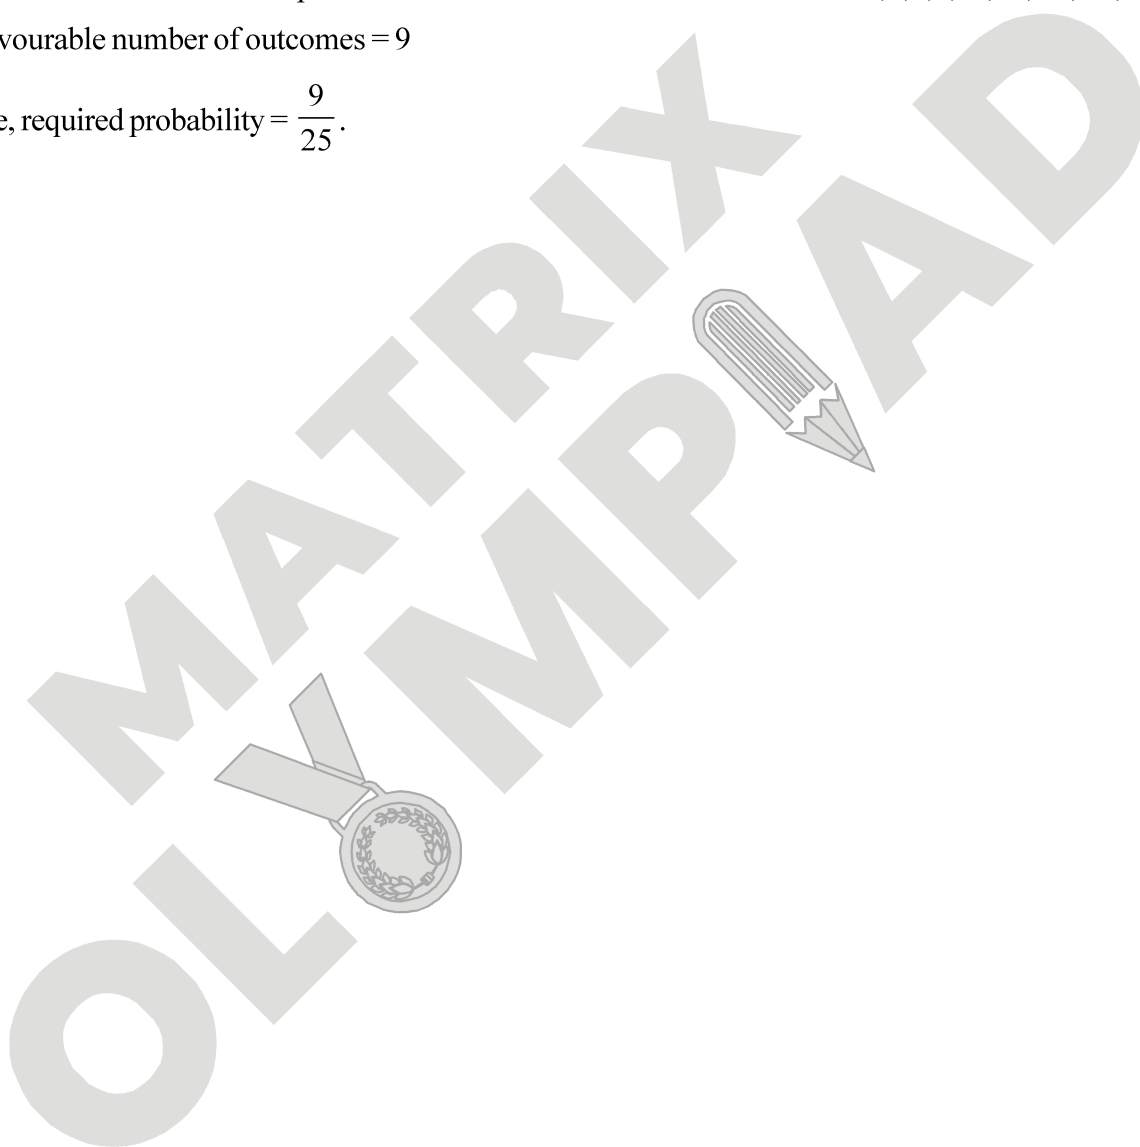 vourable number of outcomes = 9
e, required probability = 9/25.
MATRIX
OLYMPIAD